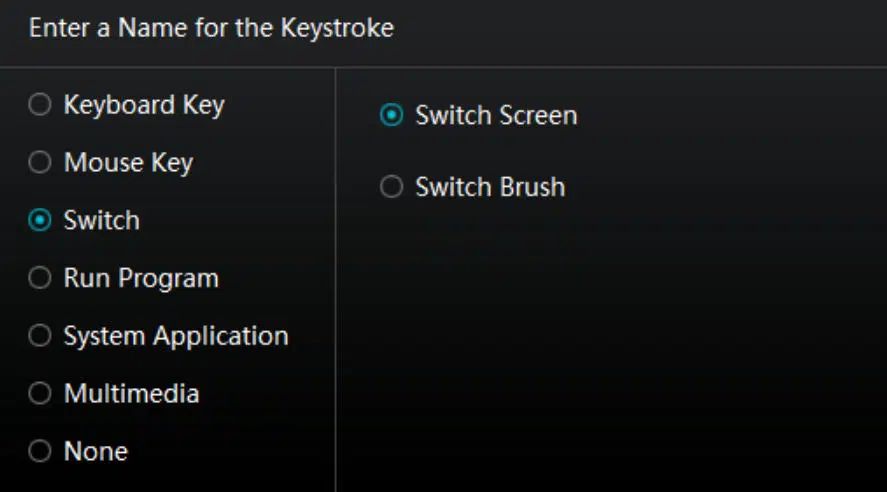 Enter a Name for the Keystroke
Keyboard Key
Mouse Key
Switch
Run Program
System Application
Multimedia
None
Switch Screen
Switch Brush